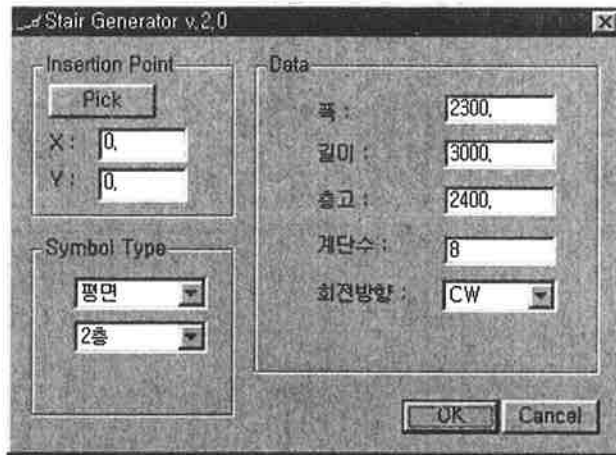 Stair Generator v.2.0
Insertion Point
Pick
X: 0.
Y: 0.
Symbol Type
평면
2층
Data
폭 : 2300.
길이 : 3000.
층고 : 2400.
계단수 : 8
회전방향 : CW
OK Cancel